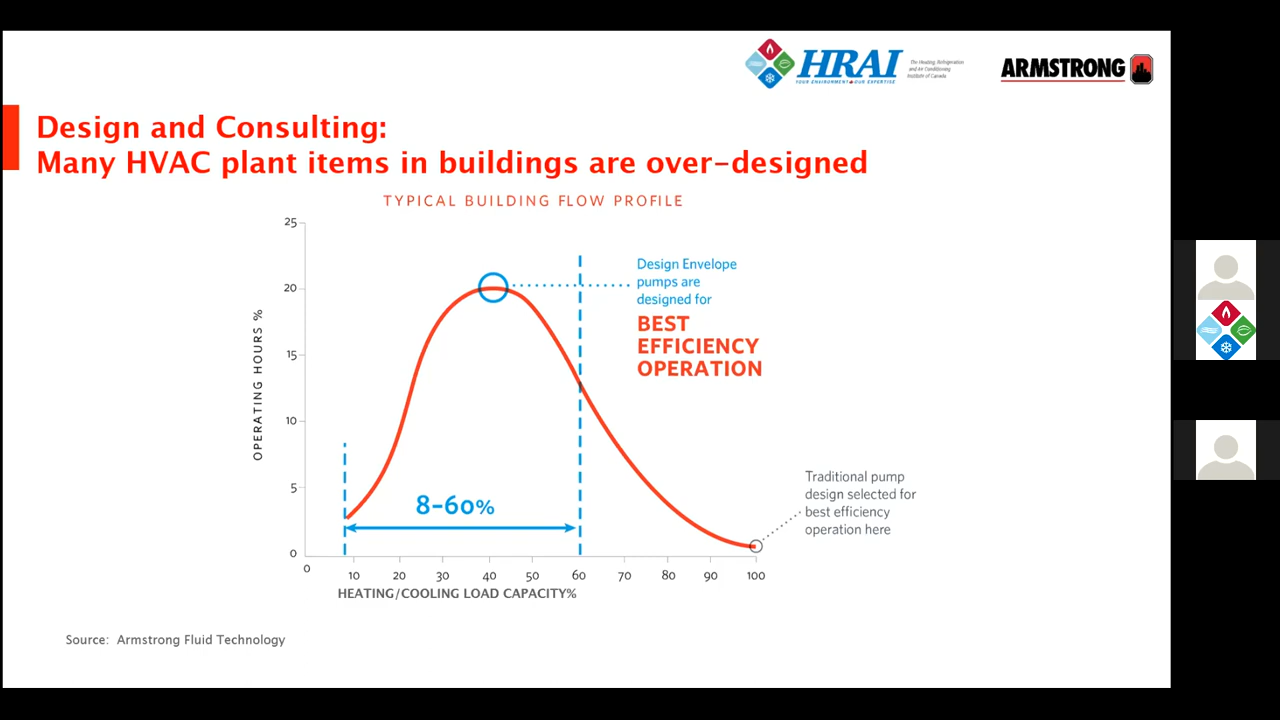 HRAI
YOUR ENVIRONMENT OUR EXPERTISE
The Heating, Refrigeration
and Air Conditioning
Institute of Canada
ARMSTRONG
Design and Consulting:
Many HVAC plant items in buildings are over-designed
TYPICAL BUILDING FLOW PROFILE
25
20
15
10
5
0
OPERATING HOURS %
Design Envelope
pumps are
designed for
BEST
EFFICIENCY
OPERATION
8-60%
Traditional pump
design selected for
best efficiency
operation here
0 10 20 30 40 50 60 70 80 90 100
HEATING/COOLING LOAD CAPACITY%
Source: Armstrong Fluid Technology